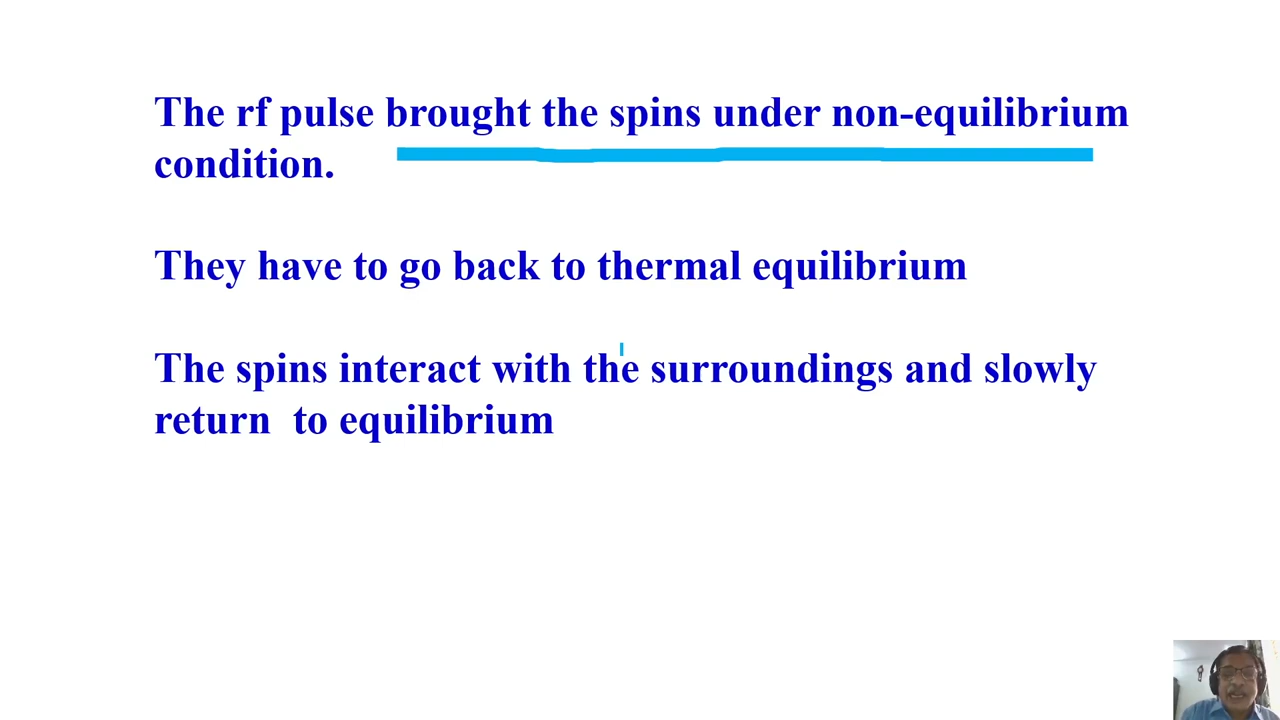 The rf pulse brought the spins under non-equilibrium
condition.
They have to go back to thermal equilibrium
The spins interact with the surroundings and slowly
return  to equilibrium